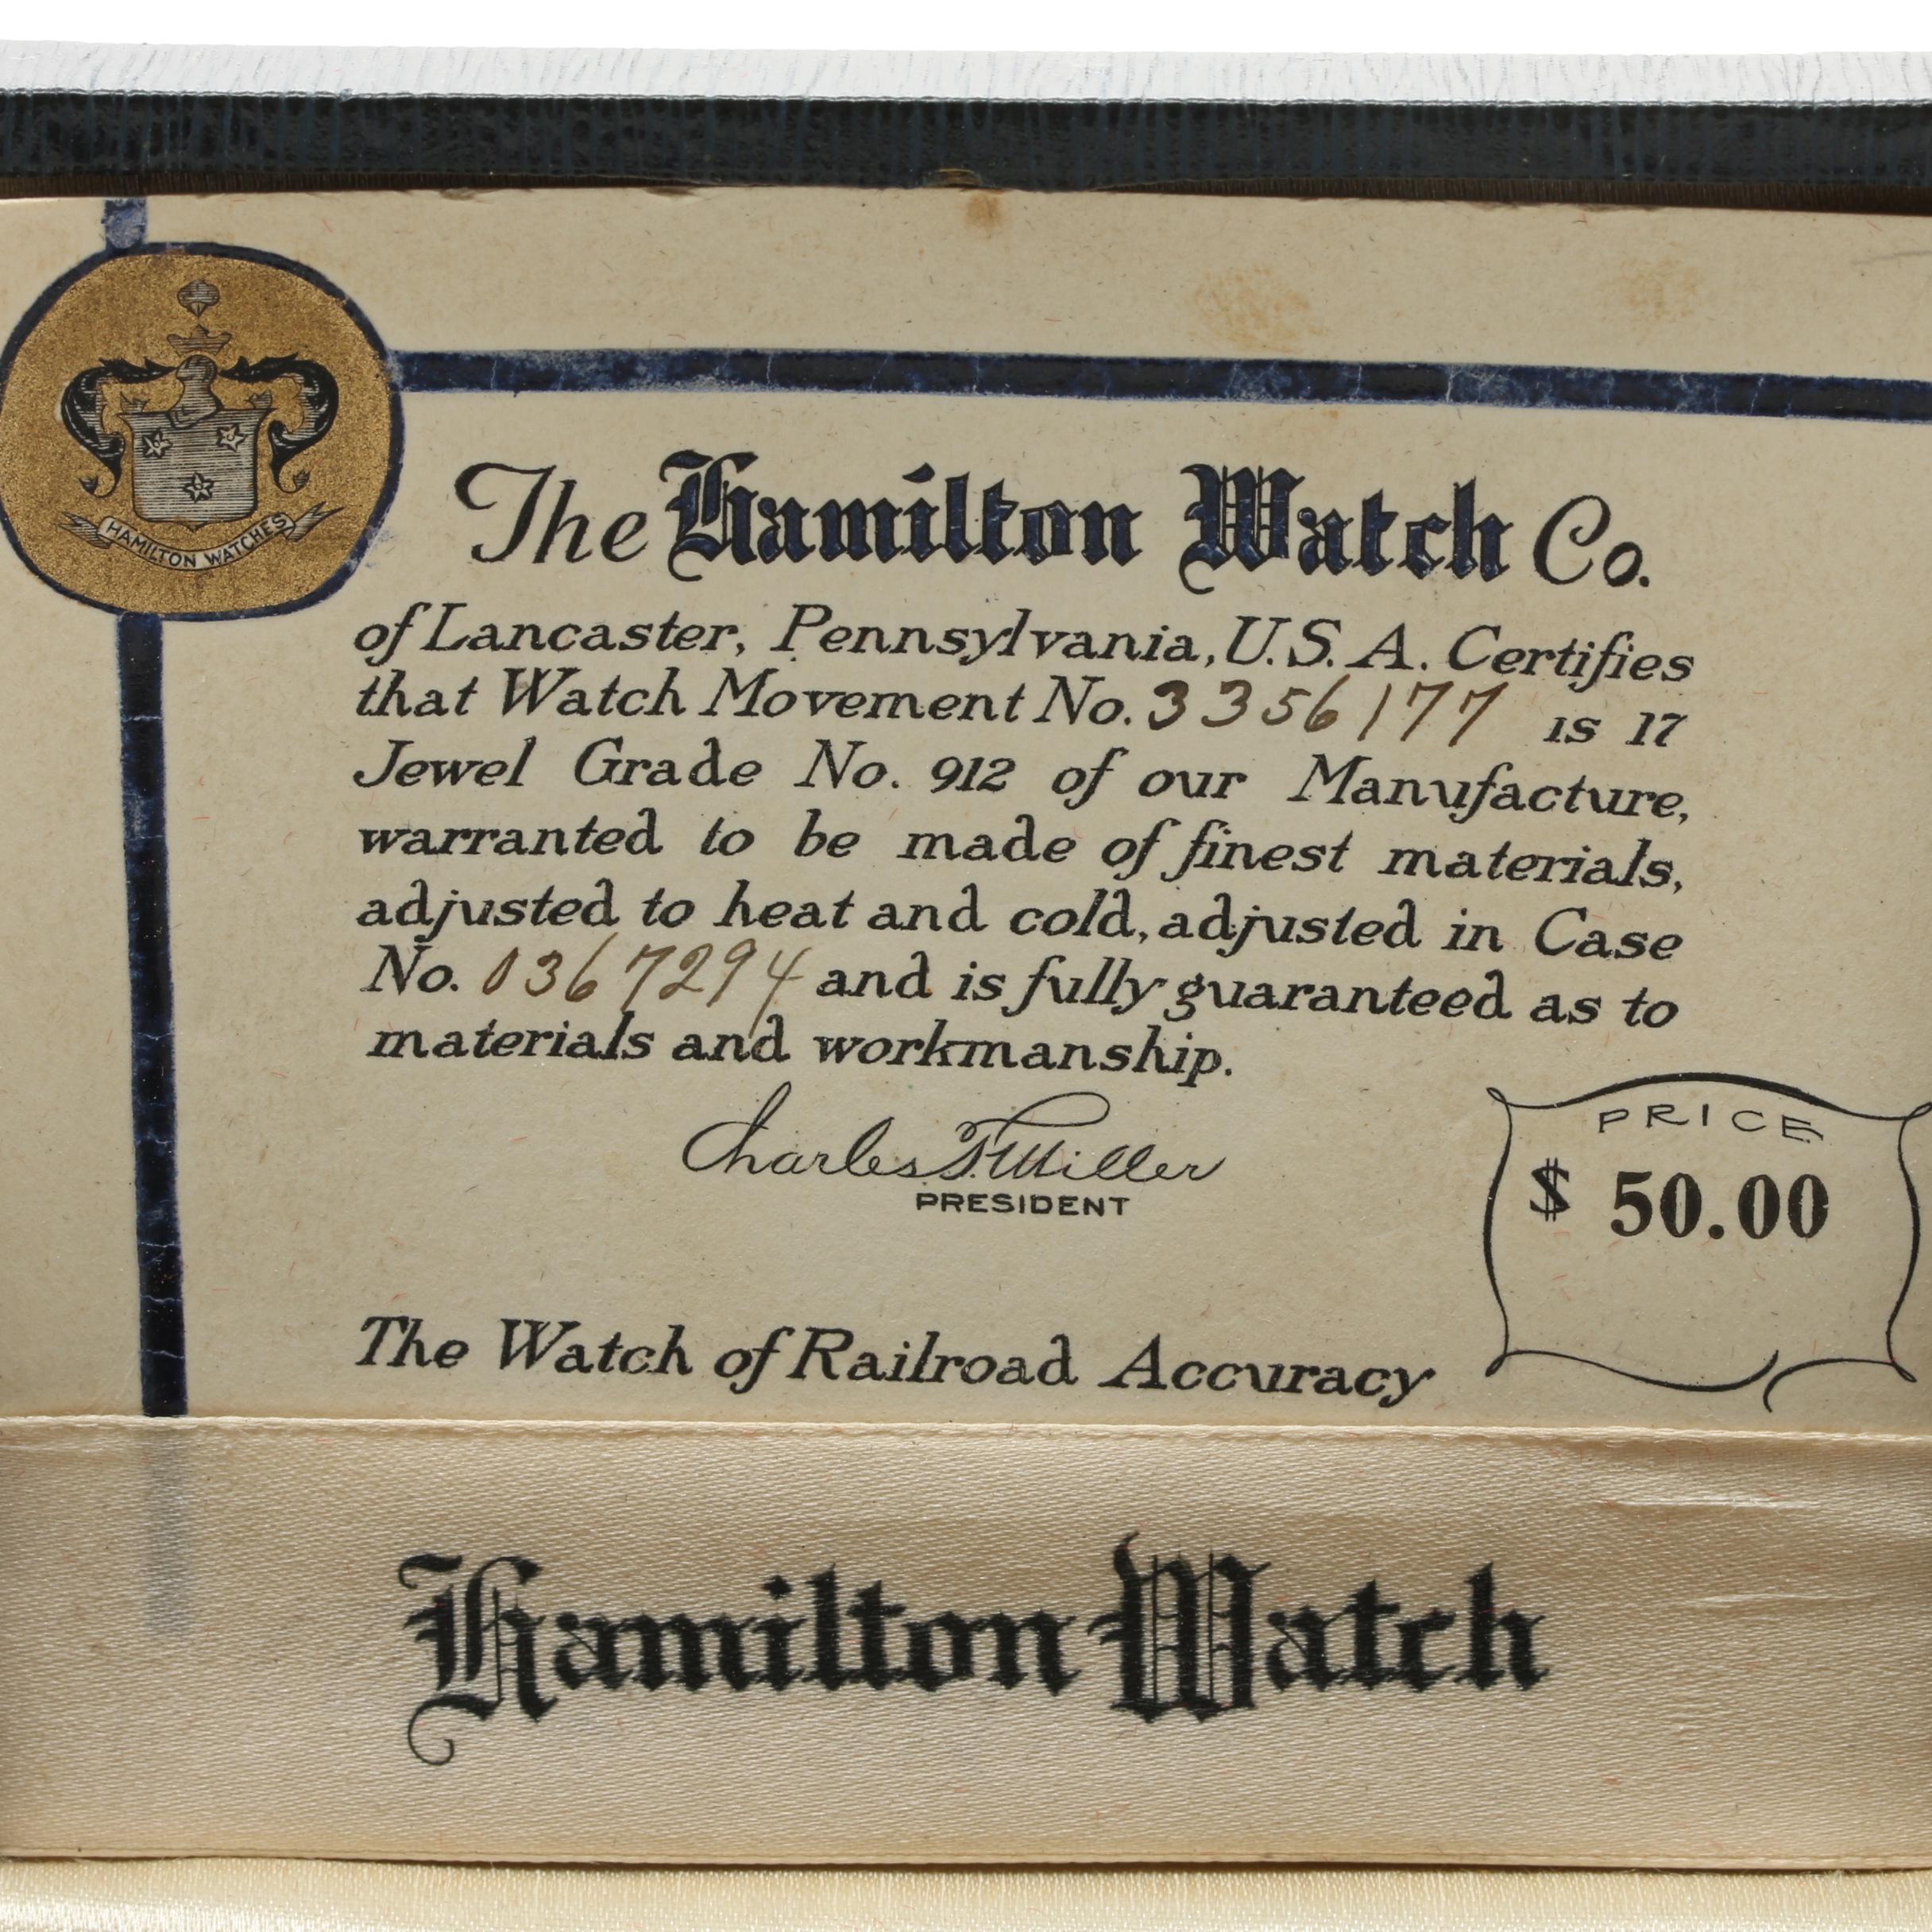 HAMILTON WATCHES
The Hamilton Watch Co.
of Lancaster, Pennsylvania, U.S.A. Certifies
that Watch Movement No. 3356177 is 17
Jewel Grade No. 912 of our Manufacture,
warranted to be made of finest materials,
adjusted to heat and cold, adjusted in Case
No. 0367294 and is fully guaranteed as to
materials and workmanship.
Charles F. Miller
PRESIDENT
PRICE
$ 50.00
The Watch of Railroad Accuracy
Hamilton Watch